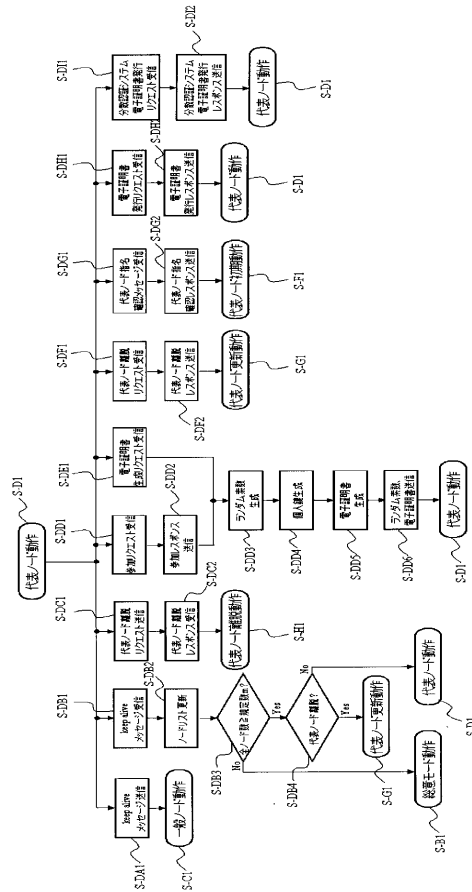 S-D1
代表ノード動作
S-DA1
keep alive
メッセージ送信
S-C1
一般ノード動作
S-DB1
keep alive
メッセージ受信
S-DB2
ノードリスト更新
S-DB3
全ノード数≧規定数m?
No
Yes
S-DB4
代表ノード離脱?
No
Yes
S-B1
総意モード動作
S-G1
代表ノード更新動作
S-D1
代表ノード動作
S-DC1
代表ノード離脱
リクエスト送信
S-DC2
代表ノード離脱
レスポンス受信
S-H1
代表ノード離脱動作
S-DD1
参加リクエスト受信
S-DD2
参加レスポンス
送信
S-DE1
電子証明書
生成リクエスト受信
S-DD3
ランダム素数
生成
S-DD4
個人鍵生成
S-DD5
電子証明書
生成
S-DD6
ランダム素数、
電子証明書送信
S-D1
代表ノード動作
S-DF1
代表ノード離脱
リクエスト受信
S-DF2
代表ノード離脱
レスポンス送信
S-G1
代表ノード更新動作
S-DG1
代表ノード指名
確認メッセージ受信
S-DG2
代表ノード指名
確認レスポンス送信
S-F1
代表ノード初期動作
S-DH1
電子証明書
発行リクエスト受信
S-DH2
電子証明書
発行レスポンス送信
S-D1
代表ノード動作
S-DI1
分散認証システム
電子証明書発行
リクエスト受信
S-DI2
分散認証システム
電子証明書発行
レスポンス送信
S-D1
代表ノード動作